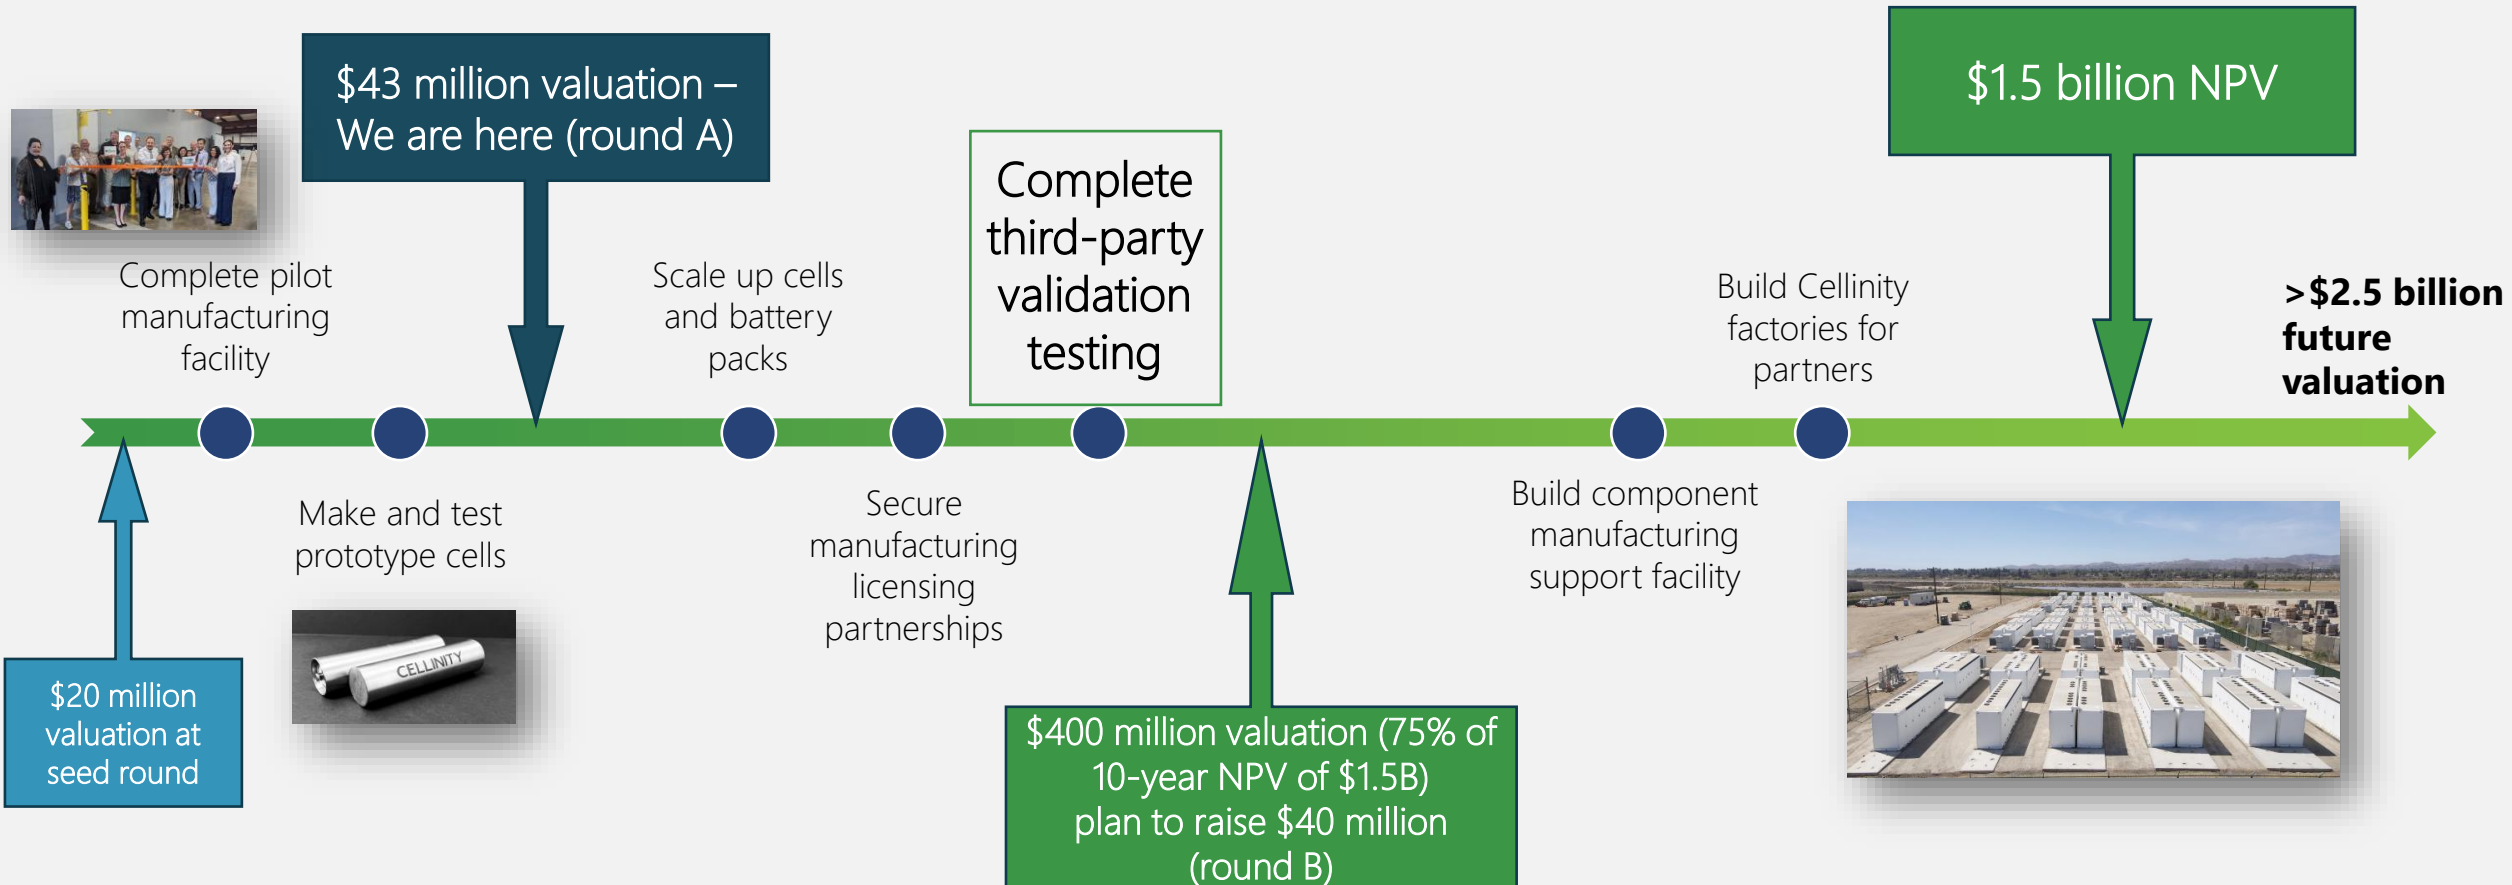 $43 million valuation –
We are here (round A)
$1.5 billion NPV
Complete
third-party
validation
testing
Complete pilot
manufacturing
facility
Scale up cells
and battery
packs
Build Cellinity
factories for
partners
>$2.5 billion
future
valuation
Make and test
prototype cells
Secure
manufacturing
licensing
partnerships
Build component
manufacturing
support facility
CELLINITY
$20 million
valuation at
seed round
$400 million valuation (75% of
10-year NPV of $1.5B)
plan to raise $40 million
(round B)